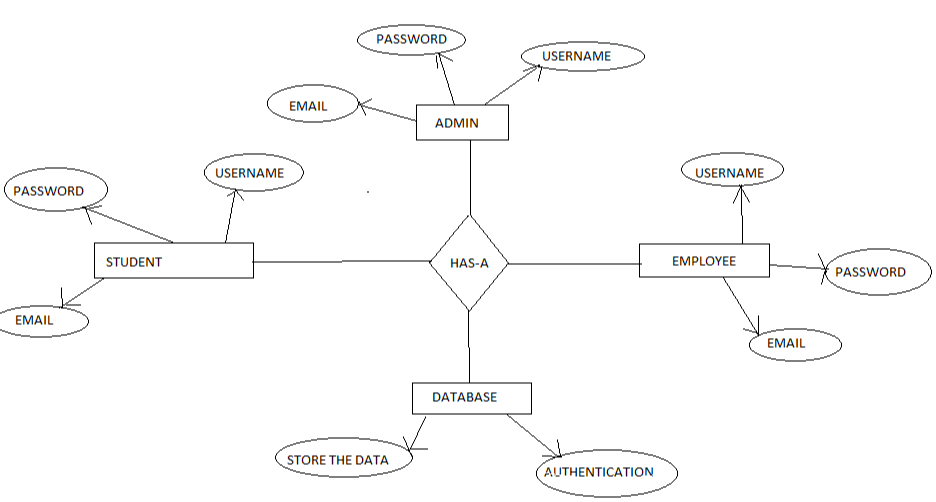 PASSWORD
USERNAME
EMAIL
ADMIN
USERNAME
PASSWORD
USERNAME
STUDENT
HAS-A
EMPLOYEE
PASSWORD
EMAIL
EMAIL
DATABASE
STORE THE DATA
AUTHENTICATION